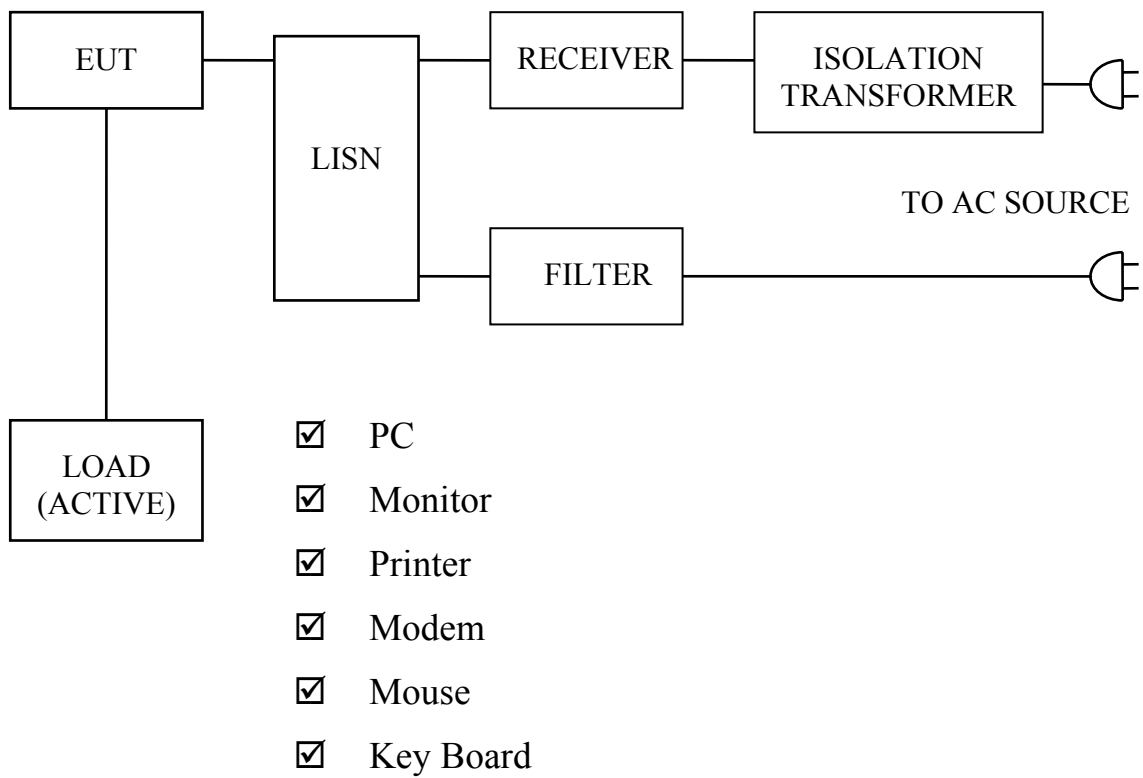 EUT
RECEIVER
ISOLATION
TRANSFORMER
LISN
TO AC SOURCE
FILTER
LOAD
(ACTIVE)
☑ PC
☑ Monitor
☑ Printer
☑ Modem
☑ Mouse
☑ Key Board